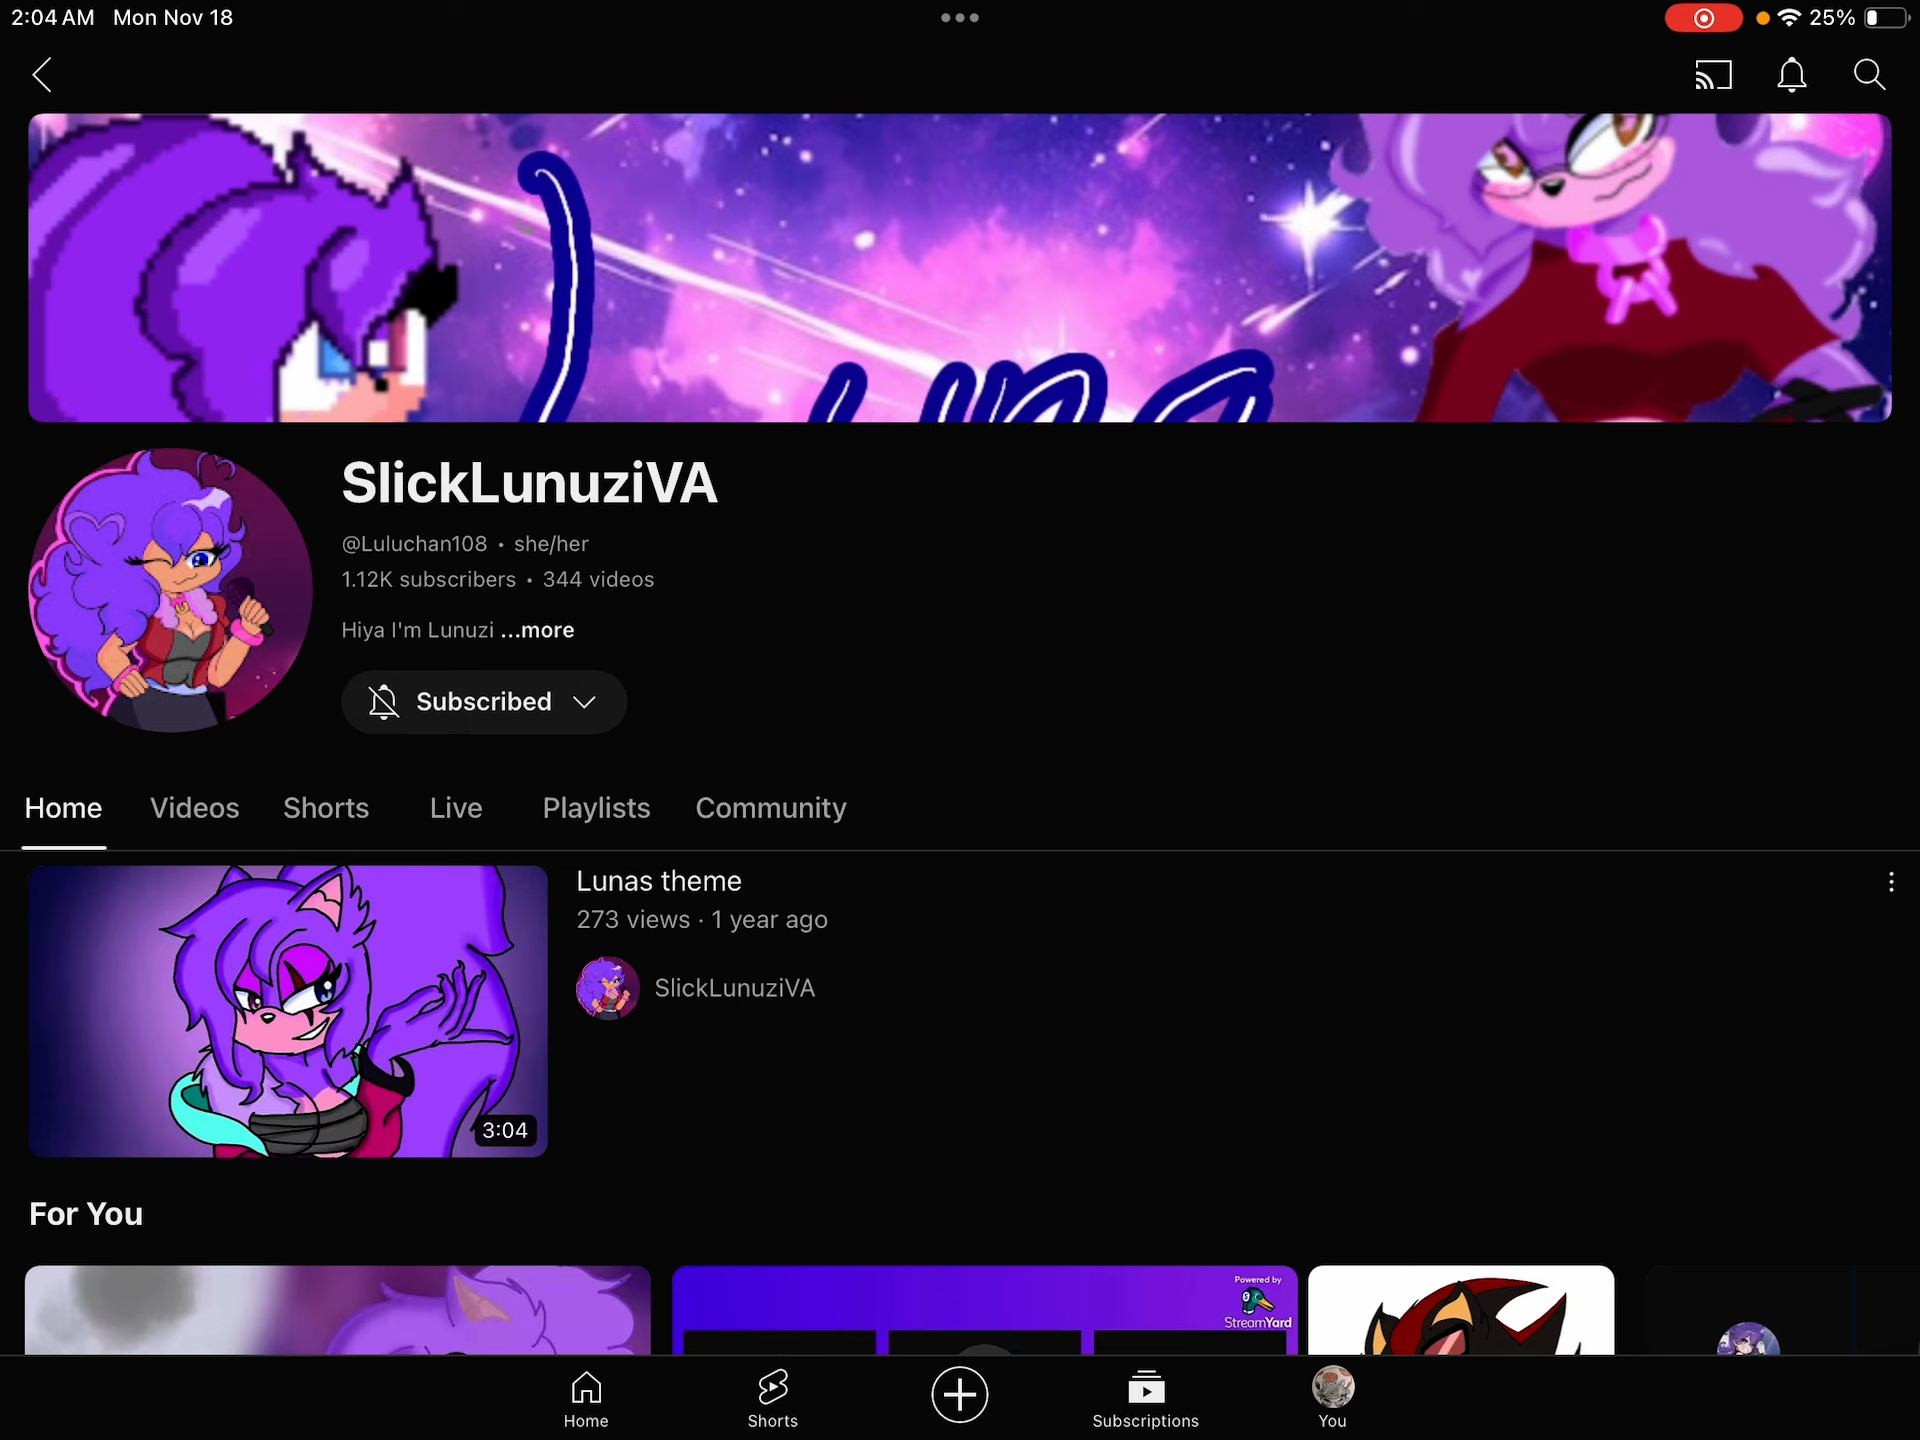 2:04 AM Mon Nov 18
25%
Luna
SlickLunuziVA
@Luluchan108 • she/her
1.12K subscribers • 344 videos
Hiya I'm Lunuzi ...more
Subscribed
Home Videos Shorts Live Playlists Community
Lunas theme
273 views · 1 year ago
SlickLunuziVA
3:04
For You
Powered by
StreamYard
Home Shorts Subscriptions You